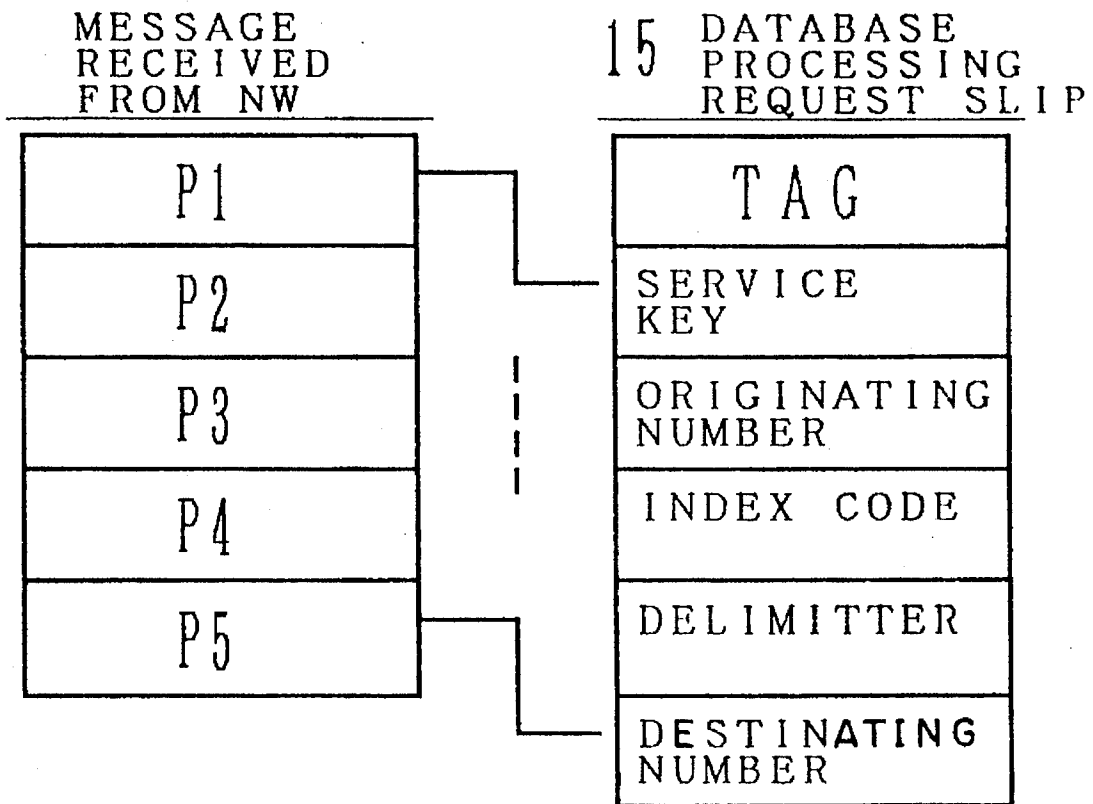 MESSAGE
RECEIVED
FROM NW
P1
P2
P3
P4
P5
15 DATABASE
PROCESSING
REQUEST SLIP
TAG
SERVICE
KEY
ORIGINATING
NUMBER
INDEX CODE
DELIMITTER
DESTINATING
NUMBER